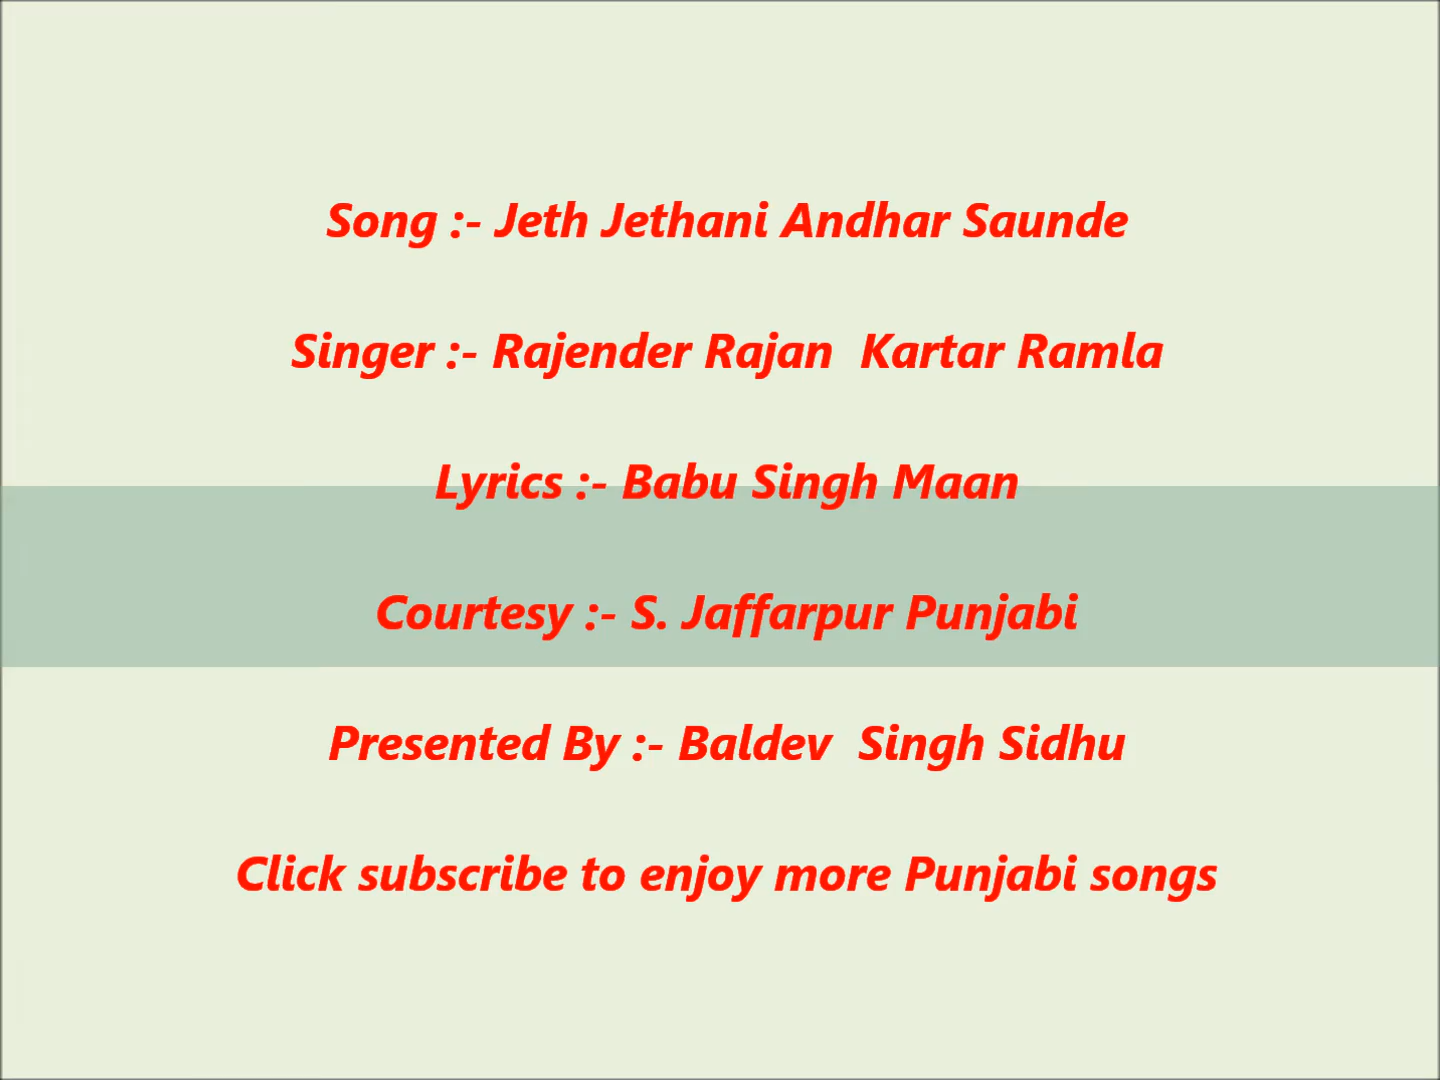 Song :- Jeth Jethani Andhar Saunde
Singer :- Rajender Rajan  Kartar Ramla
Lyrics :- Babu Singh Maan
Courtesy :- S. Jaffarpur Punjabi
Presented By :- Baldev  Singh Sidhu
Click subscribe to enjoy more Punjabi songs